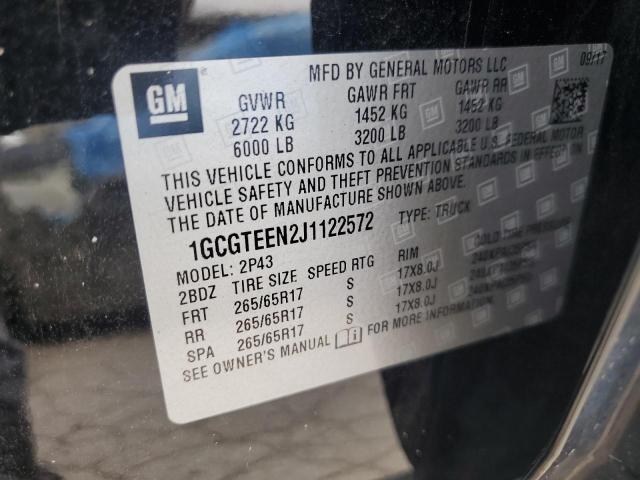 GM
MFD BY GENERAL MOTORS LLC 09/17
GVWR GAWR FRT GAWR RR
2722 KG 1452 KG 1452 KG
6000 LB 3200 LB 3200 LB
THIS VEHICLE CONFORMS TO ALL APPLICABLE U.S. FEDERAL MOTOR
VEHICLE SAFETY AND THEFT PREVENTION STANDARDS IN EFFECT ON
THE DATE OF MANUFACTURE SHOWN ABOVE.
1GCGTEEN2J1122572 TYPE: TRUCK
MODEL: 2P43
2BDZ TIRE SIZE SPEED RTG RIM COLD TIRE PRESSURE
FRT 265/65R17 S 17X8.0J
RR 265/65R17 S 17X8.0J
SPA 265/65R17 S 17X8.0J
SEE OWNER'S MANUAL FOR MORE INFORMATION.